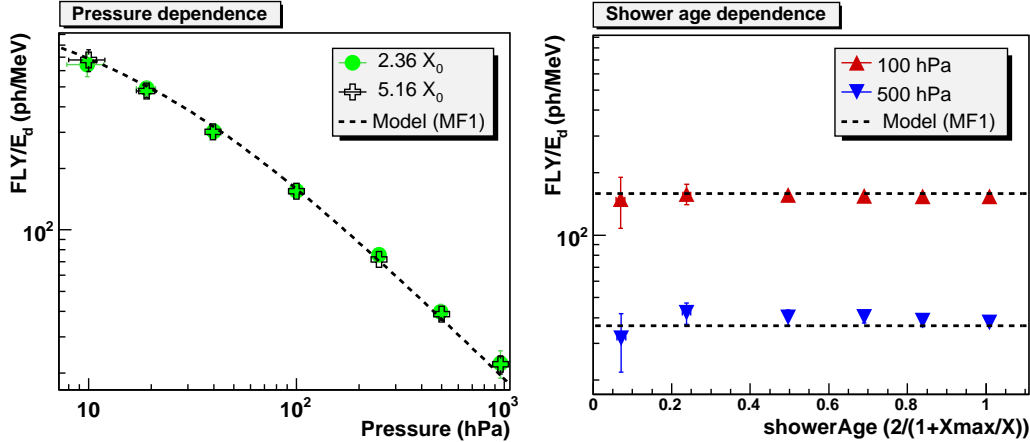 Pressure dependence
FLY/E_d (ph/MeV)
2.36 X_0
5.16 X_0
Model (MF1)
10^2
10
10^2
10^3
Pressure (hPa)
Shower age dependence
FLY/E_d (ph/MeV)
100 hPa
500 hPa
Model (MF1)
10^2
0 0.2 0.4 0.6 0.8 1
showerAge (2/(1+Xmax/X))